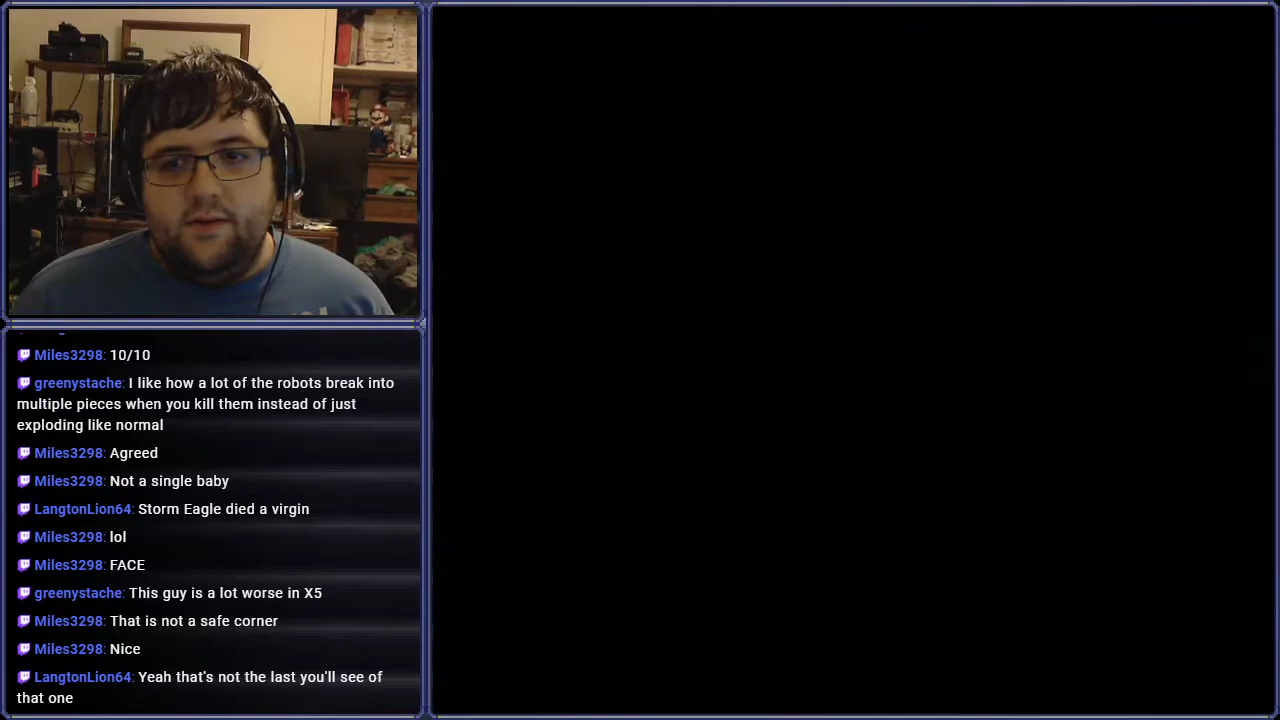 Miles3298: 10/10
greenystache: I like how a lot of the robots break into
multiple pieces when you kill them instead of just
exploding like normal
Miles3298: Agreed
Miles3298: Not a single baby
LangtonLion64: Storm Eagle died a virgin
Miles3298: lol
Miles3298: FACE
greenystache: This guy is a lot worse in X5
Miles3298: That is not a safe corner
Miles3298: Nice
LangtonLion64: Yeah that's not the last you'll see of
that one